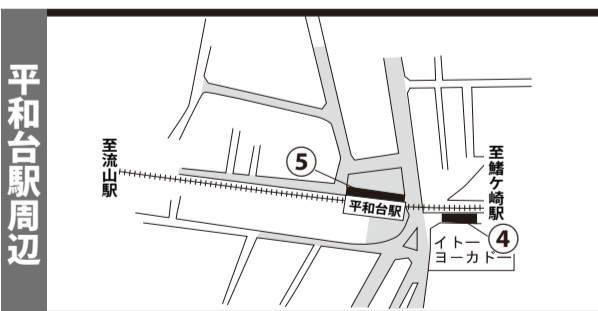 平和台駅周辺
至流山駅
⑤
平和台駅
至鰭ケ崎駅
④
イトー
ヨーカドー